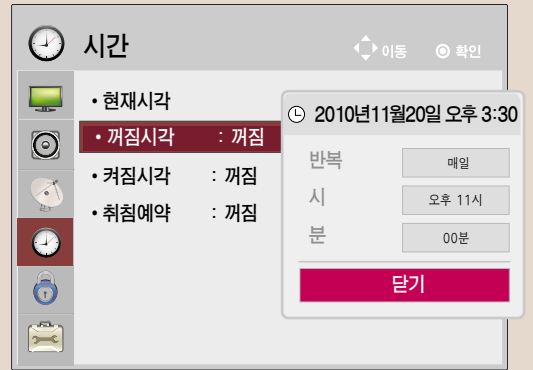 시간
이동 확인
• 현재시각
• 꺼짐시각 : 꺼짐
• 켜짐시각 : 꺼짐
• 취침예약 : 꺼짐
2010년11월20일 오후 3:30
반복 매일
시 오후 11시
분 00분
닫기